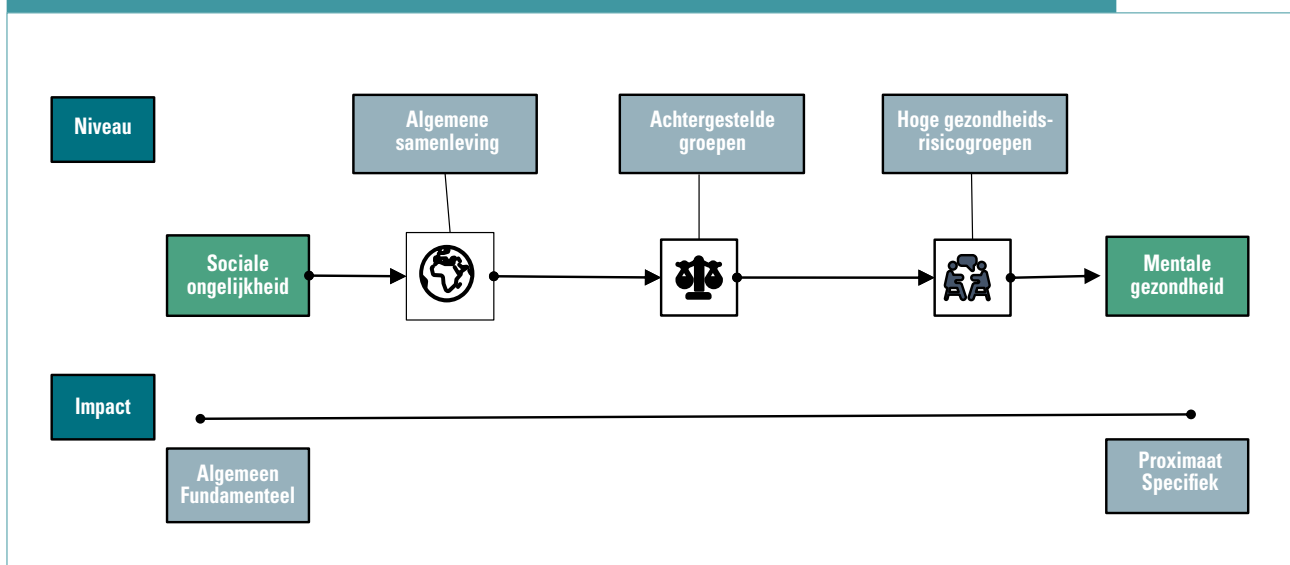 Niveau
Algemene
samenleving
Achtergestelde
groepen
Hoge gezondheids-
risicogroepen
Sociale
ongelijkheid
Mentale
gezondheid
Impact
Algemeen
Fundamenteel
Proximaat
Specifiek